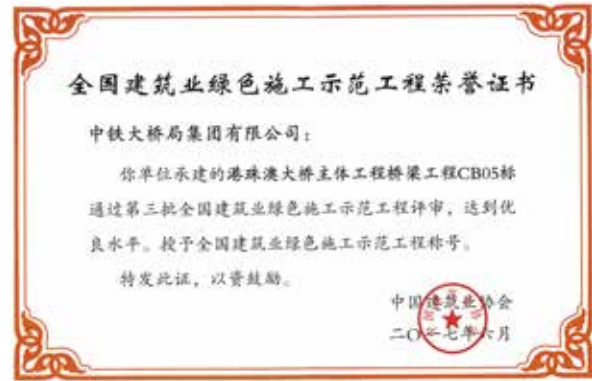 全国建筑业绿色施工示范工程荣誉证书
中铁大桥局集团有限公司：
你单位承建的港珠澳大桥主体工程桥梁工程CB05标
通过第三批全国建筑业绿色施工示范工程评审，达到优
良水平。授予全国建筑业绿色施工示范工程称号。
特发此证，以资鼓励。
中国建筑业协会
二〇一七年六月